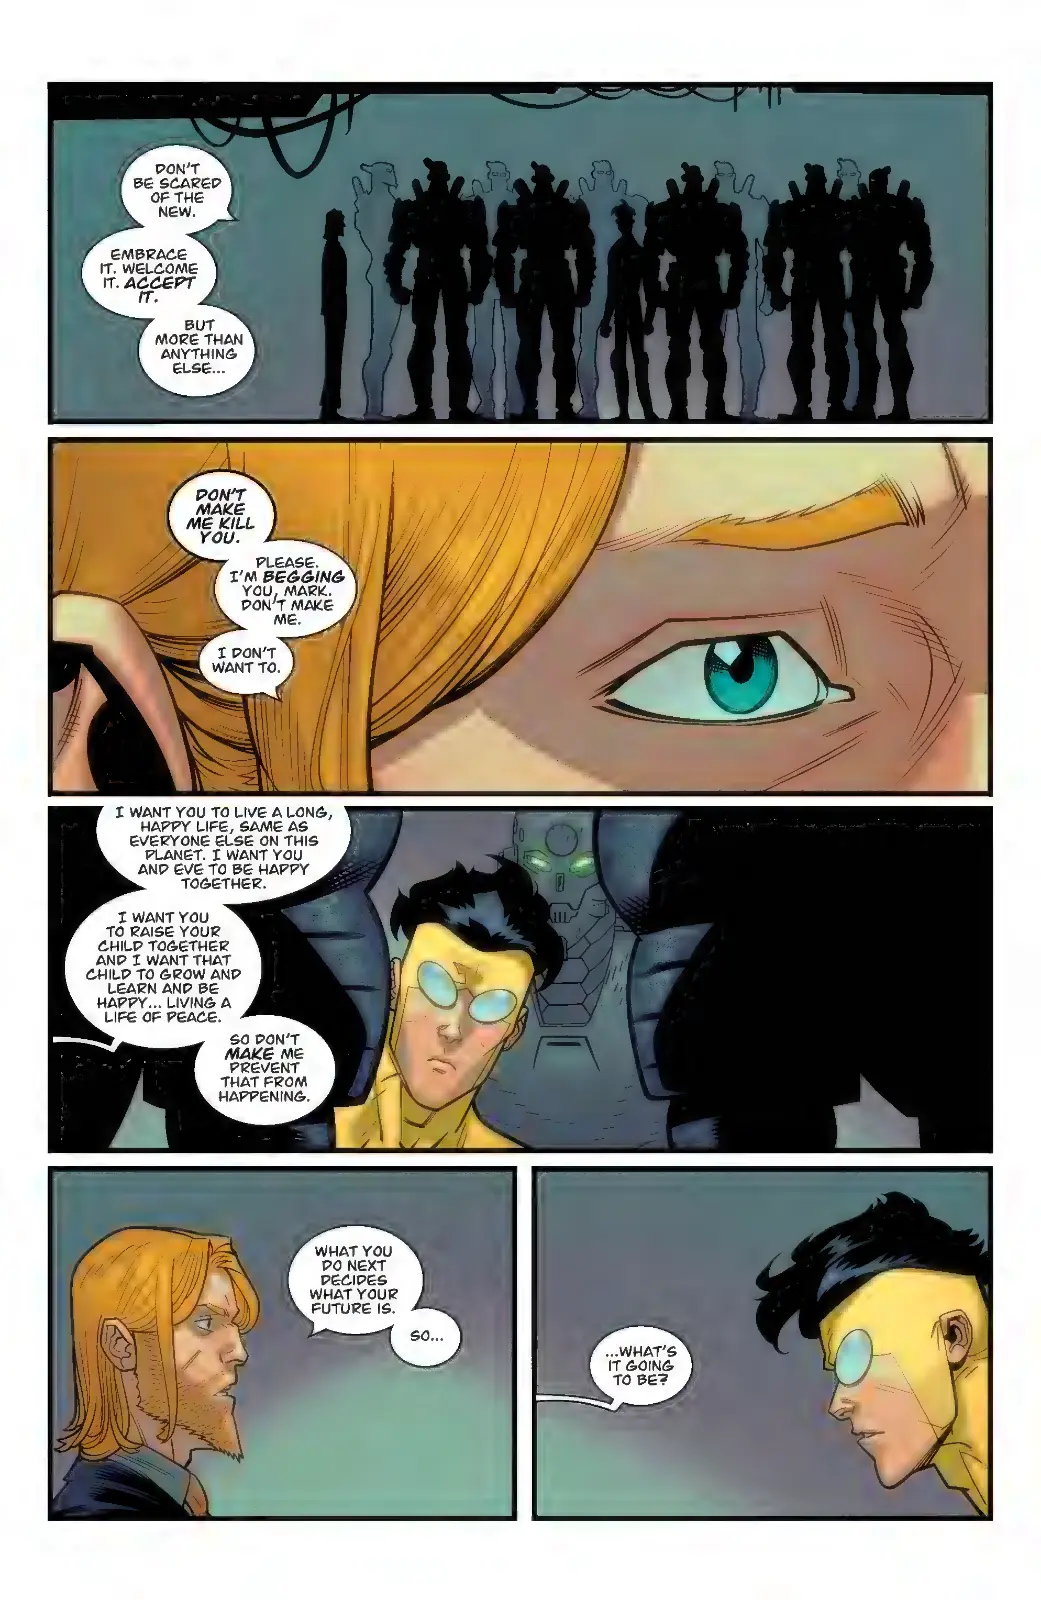 DON'T
BE SCARED
OF THE
NEW.
EMBRACE
IT. WELCOME
IT. ACCEPT
IT.
BUT
MORE THAN
ANYTHING
ELSE...
DON'T
MAKE
ME KILL
YOU.
PLEASE.
I'M BEGGING
YOU, MARK.
DON'T MAKE
ME.
I DON'T
WANT TO.
I WANT YOU TO LIVE A LONG,
HAPPY LIFE, SAME AS
EVERYONE ELSE ON THIS
PLANET. I WANT YOU
AND EVE TO BE HAPPY
TOGETHER.
I WANT YOU
TO RAISE YOUR
CHILD TOGETHER
AND I WANT THAT
CHILD TO GROW AND
LEARN AND BE
HAPPY... LIVING A
LIFE OF PEACE.
SO DON'T
MAKE ME
PREVENT
THAT FROM
HAPPENING.
WHAT YOU
DO NEXT
DECIDES
WHAT YOUR
FUTURE IS.
SO...
...WHAT'S
IT GOING
TO BE?